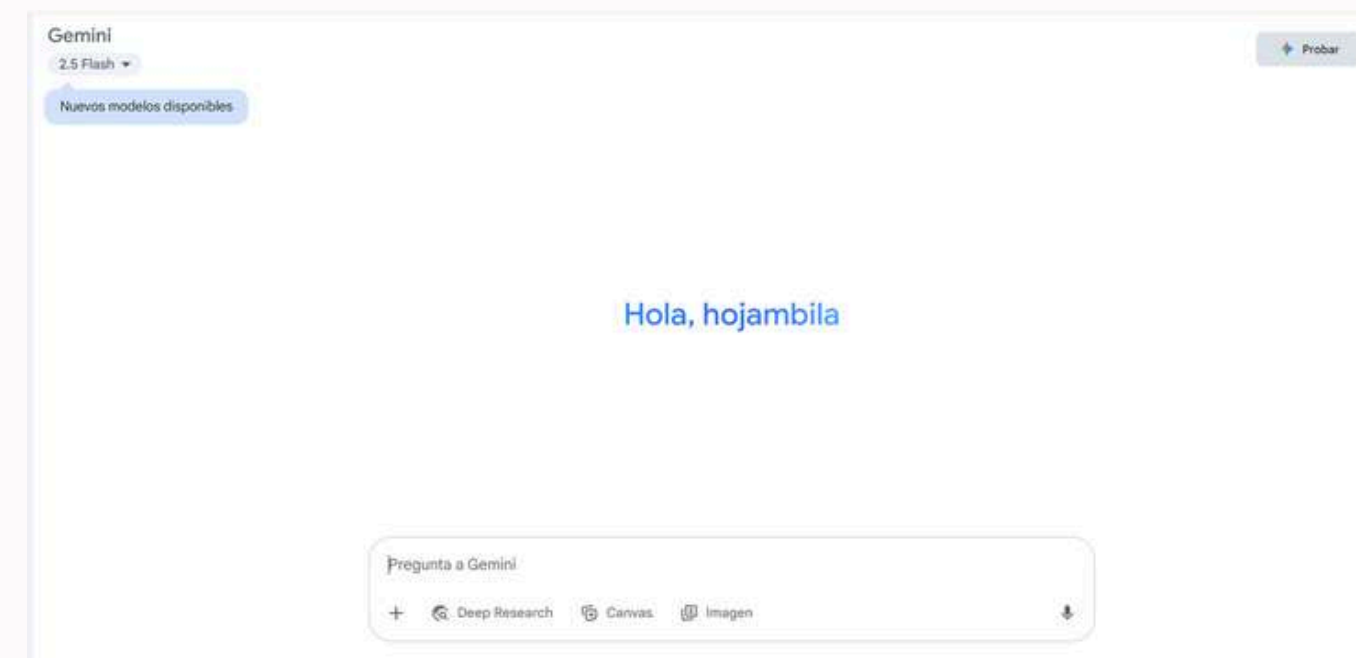 Gemini
Probar
2.5 Flash
Nuevos modelos disponibles
Hola, hojambila
Pregunta a Gemini
Deep Research
Canvas
Imagen